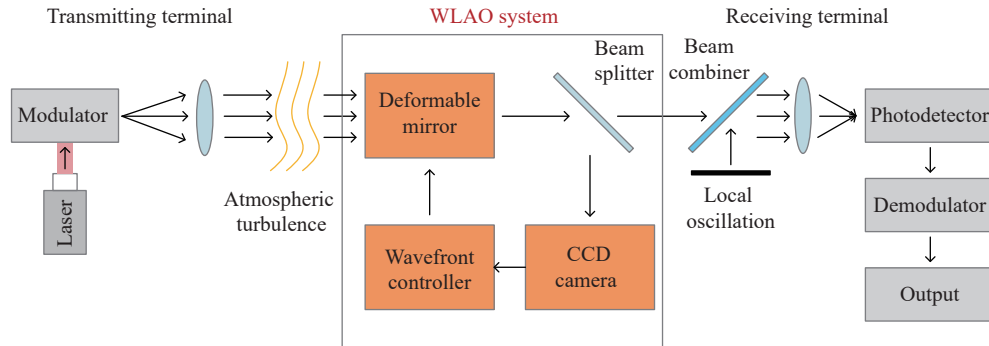 Transmitting terminal
WLAO system
Receiving terminal
Modulator
Laser
Atmospheric
turbulence
Deformable
mirror
Beam
splitter
Wavefront
controller
CCD
camera
Beam
combiner
Local
oscillation
Photodetector
Demodulator
Output